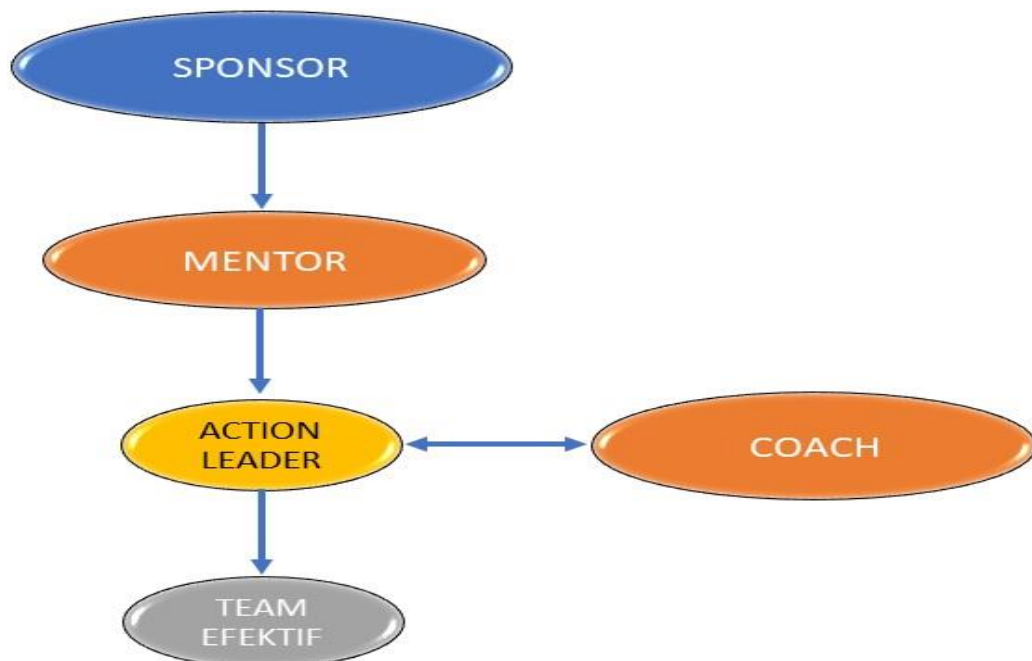 SPONSOR
MENTOR
ACTION
LEADER
COACH
TEAM
EFEKTIF